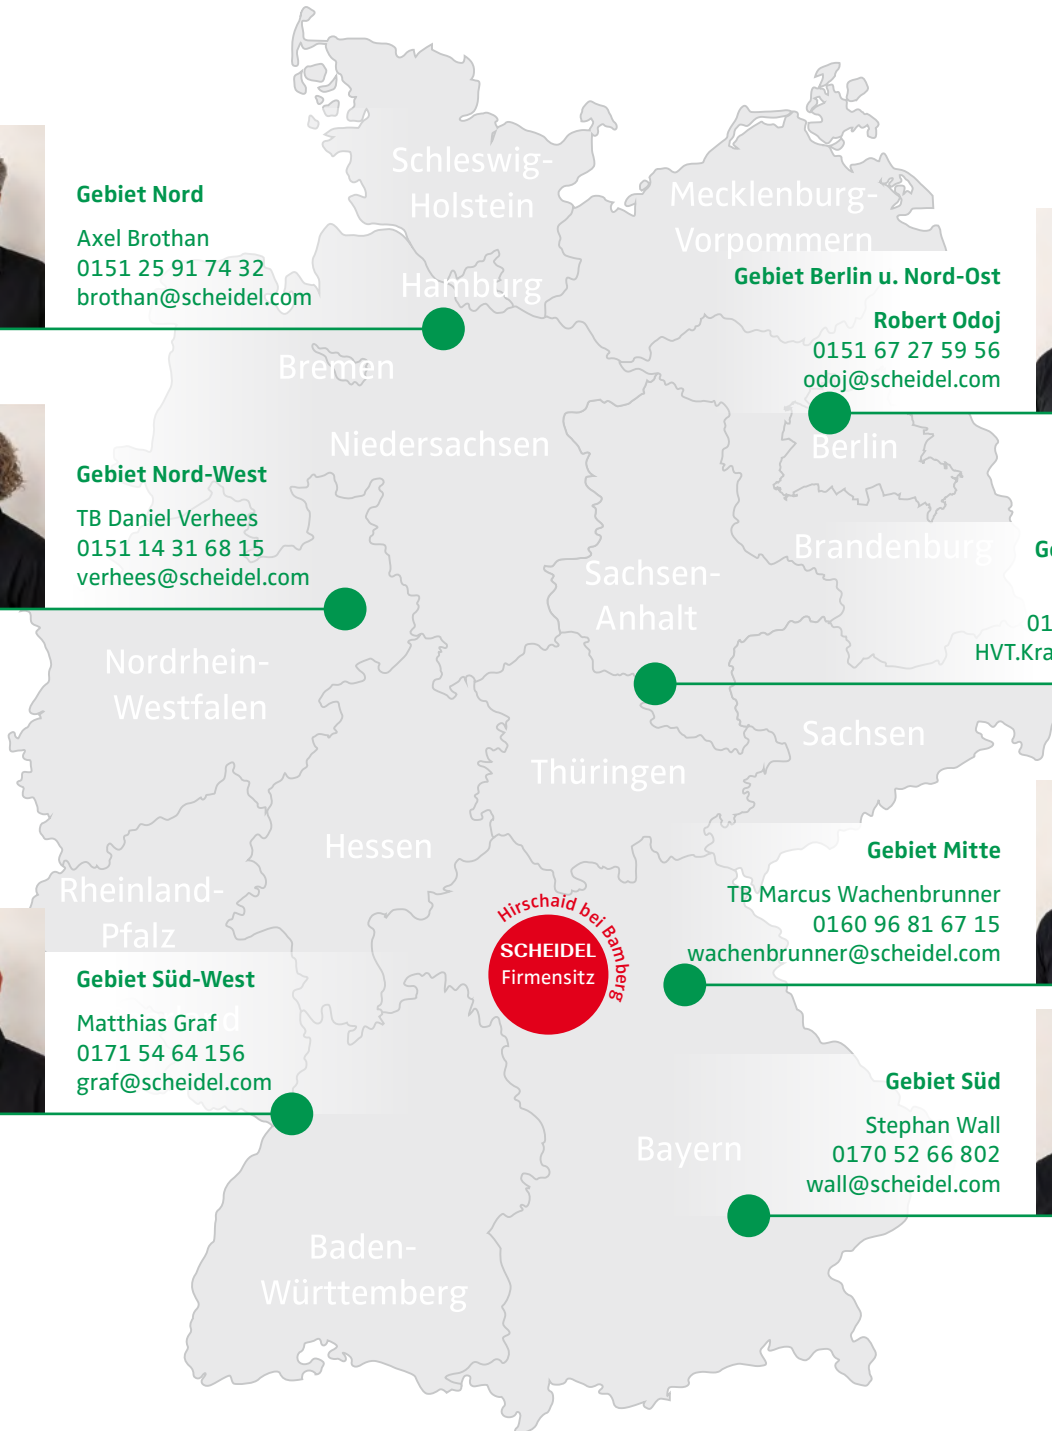 Schleswig-
Holstein
Mecklenburg-
Vorpommern
Hamburg
Bremen
Niedersachsen
Berlin
Brandenburg
Sachsen-
Anhalt
Nordrhein-
Westfalen
Sachsen
Thüringen
Hessen
Rheinland-
Pfalz
Bayern
Baden-
Württemberg
Gebiet Nord
Axel Brothan
0151 25 91 74 32
brothan@scheidel.com
Gebiet Berlin u. Nord-Ost
Robert Odoj
0151 67 27 59 56
odoj@scheidel.com
Gebiet Nord-West
TB Daniel Verhees
0151 14 31 68 15
verhees@scheidel.com
Ge
01
HVT.Kra
Gebiet Mitte
TB Marcus Wachenbrunner
0160 96 81 67 15
wachenbrunner@scheidel.com
Hirschaid bei Bamberg
SCHEIDEL
Firmensitz
Gebiet Süd-West
Matthias Graf
0171 54 64 156
graf@scheidel.com
Gebiet Süd
Stephan Wall
0170 52 66 802
wall@scheidel.com